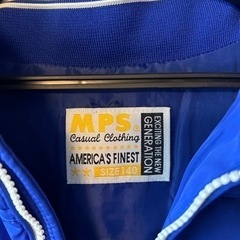 MPS
Casual Clothing
AMERICA'S FINEST
SIZE 140
EXCITING THE NEW
GENERATION